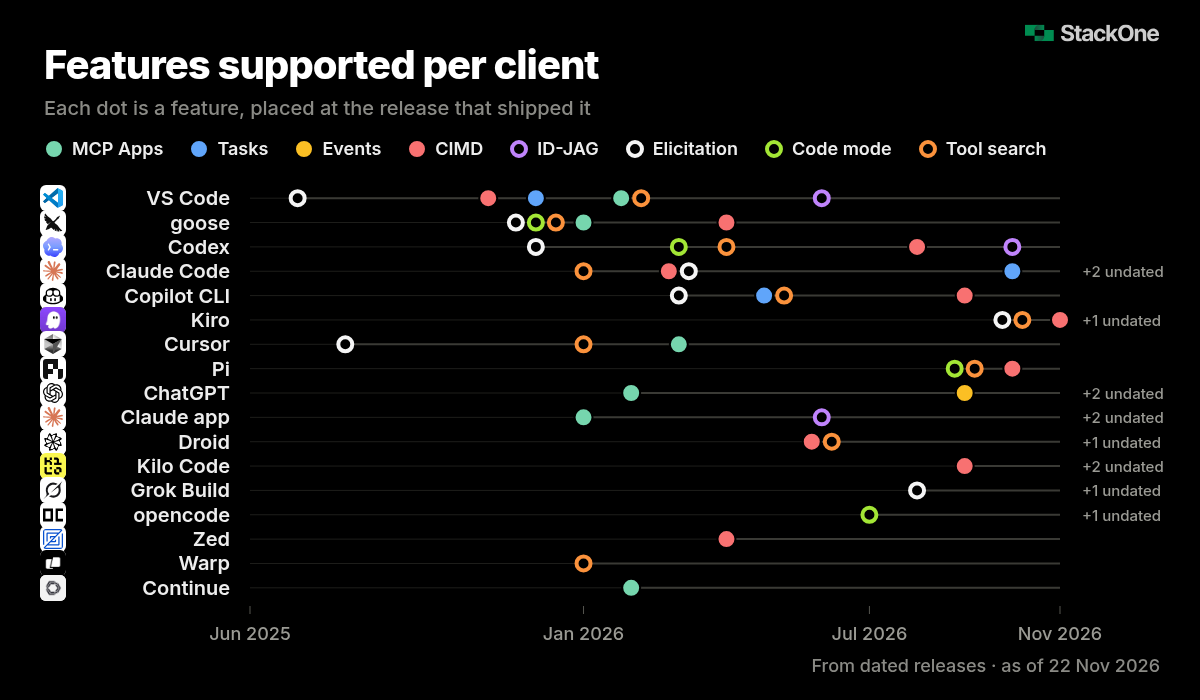 StackOne
Features supported per client
Each dot is a feature, placed at the release that shipped it
MCP Apps Tasks Events CIMD ID-JAG Elicitation Code mode Tool search
VS Code
goose
Codex
Claude Code +2 undated
Copilot CLI
Kiro +1 undated
Cursor
Pi
ChatGPT +2 undated
Claude app +2 undated
Droid +1 undated
Kilo Code +2 undated
Grok Build +1 undated
opencode +1 undated
Zed
Warp
Continue
Jun 2025 Jan 2026 Jul 2026 Nov 2026
From dated releases · as of 22 Nov 2026